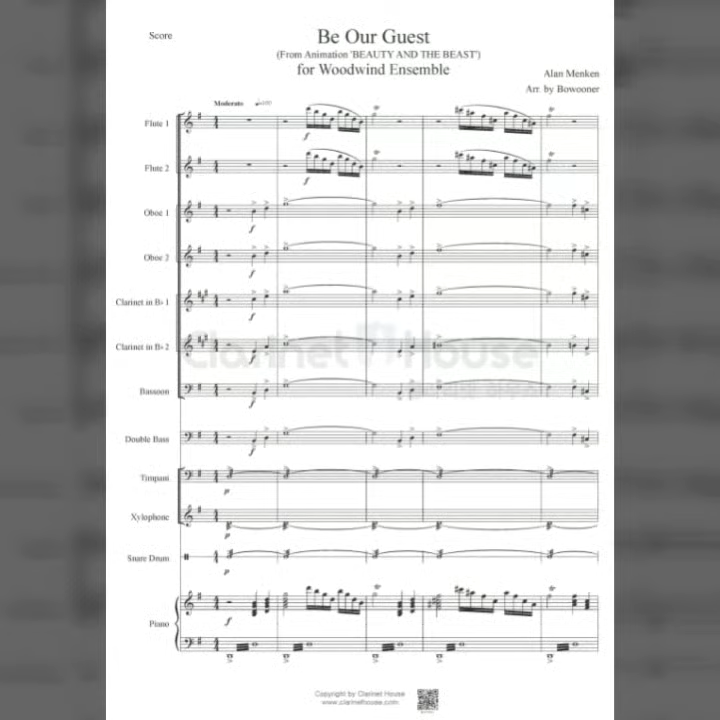 Score
Be Our Guest
(From Animation 'BEAUTY AND THE BEAST')
for Woodwind Ensemble
Alan Menken
Arr. by Bowooner
Moderato
Flute 1
f
Flute 2
f
Oboe 1
f
Oboe 2
f
Clarinet in B♭ 1
f
Clarinet in B♭ 2
f
Clarinet House
Bassoon
f
Double Bass
f
Timpani
p
Xylophone
Snare Drum
p
Piano
f
Copyright by Clarinet House
www.clarinethouse.com